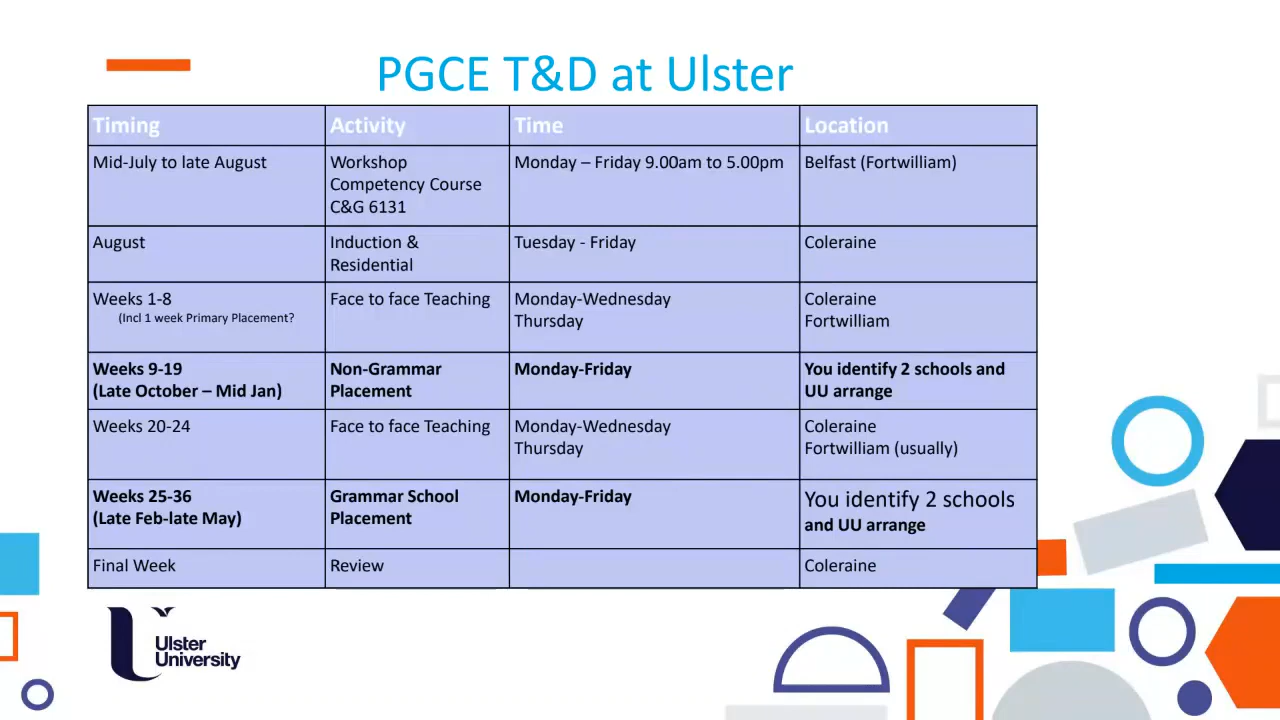 PGCE T&D at Ulster
Timing Activity Time Location
Mid-July to late August Workshop Monday – Friday 9.00am to 5.00pm Belfast (Fortwilliam)
Competency Course
C&G 6131
August Induction & Tuesday - Friday Coleraine
Residential
Weeks 1-8 Face to face Teaching Monday-Wednesday Coleraine
(Incl 1 week Primary Placement? Thursday Fortwilliam
Weeks 9-19 Non-Grammar Monday-Friday You identify 2 schools and
(Late October – Mid Jan) Placement UU arrange
Weeks 20-24 Face to face Teaching Monday-Wednesday Coleraine
Thursday Fortwilliam (usually)
Weeks 25-36 Grammar School Monday-Friday You identify 2 schools
(Late Feb-late May) Placement and UU arrange
Final Week Review Coleraine
Ulster
University